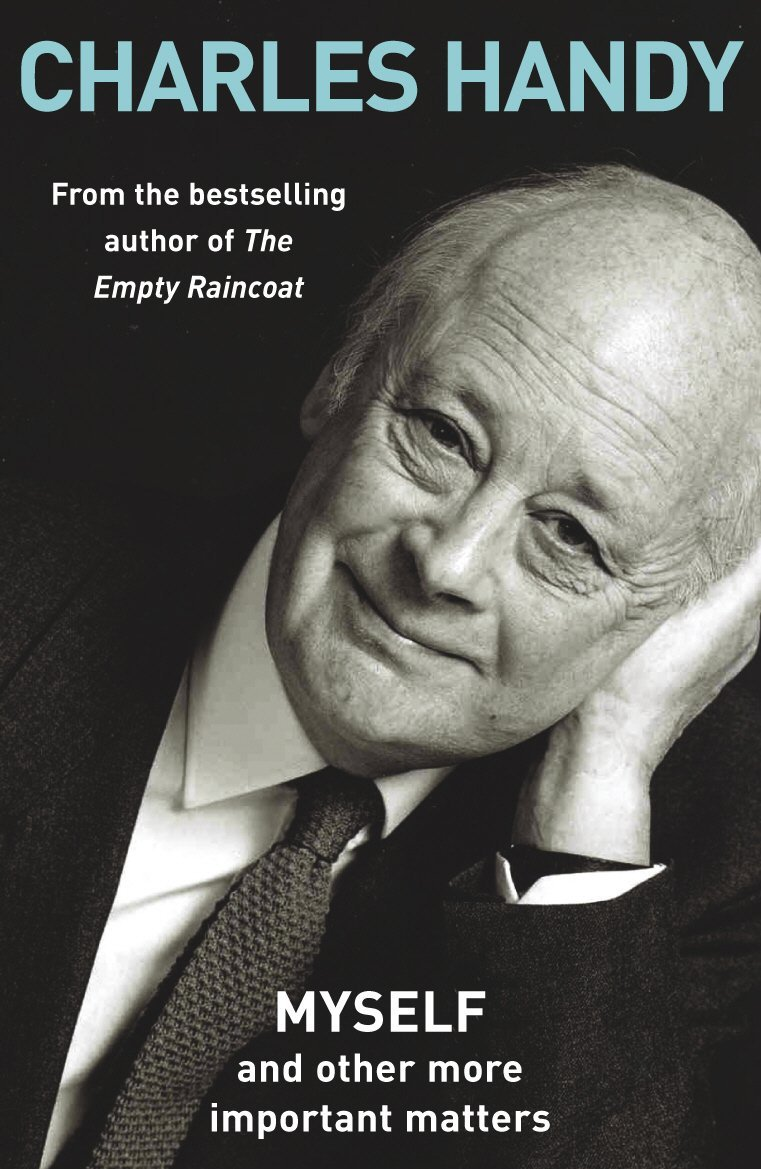 CHARLES HANDY
From the bestselling
author of The
Empty Raincoat
MYSELF
and other more
important matters